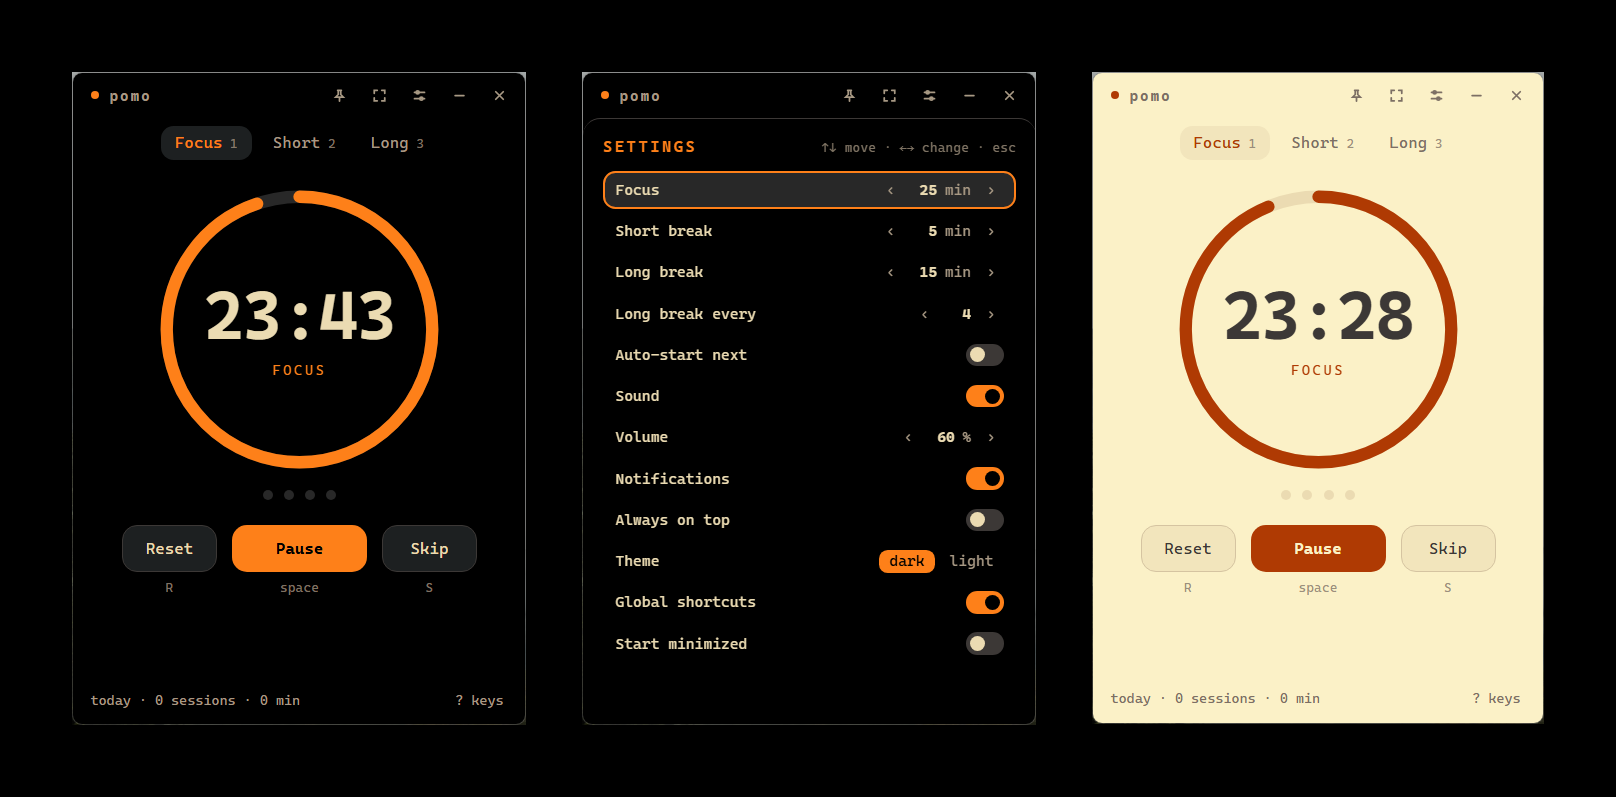 pomo
Focus 1 Short 2 Long 3
23:43
FOCUS
Reset Pause Skip
R space S
today · 0 sessions · 0 min ? keys
pomo
SETTINGS ↑↓ move · ←→ change · esc
Focus ‹ 25 min ›
Short break ‹ 5 min ›
Long break ‹ 15 min ›
Long break every ‹ 4 ›
Auto-start next
Sound
Volume ‹ 60 % ›
Notifications
Always on top
Theme dark light
Global shortcuts
Start minimized
pomo
Focus 1 Short 2 Long 3
23:28
FOCUS
Reset Pause Skip
R space S
today · 0 sessions · 0 min ? keys